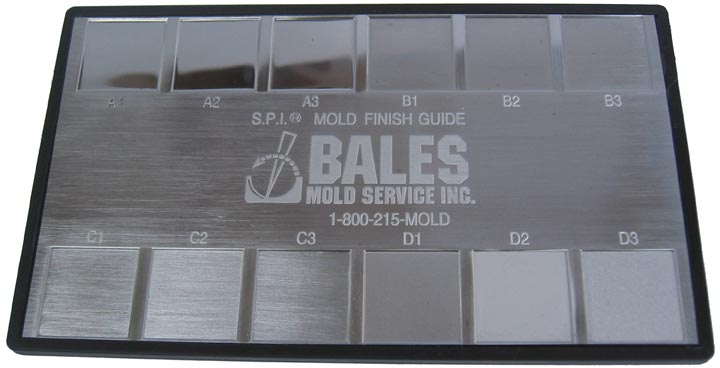 A1 A2 A3 B1 B2 B3
S.P.I.® MOLD FINISH GUIDE
BALES
MOLD SERVICE INC.
1-800-215-MOLD
C1 C2 C3 D1 D2 D3